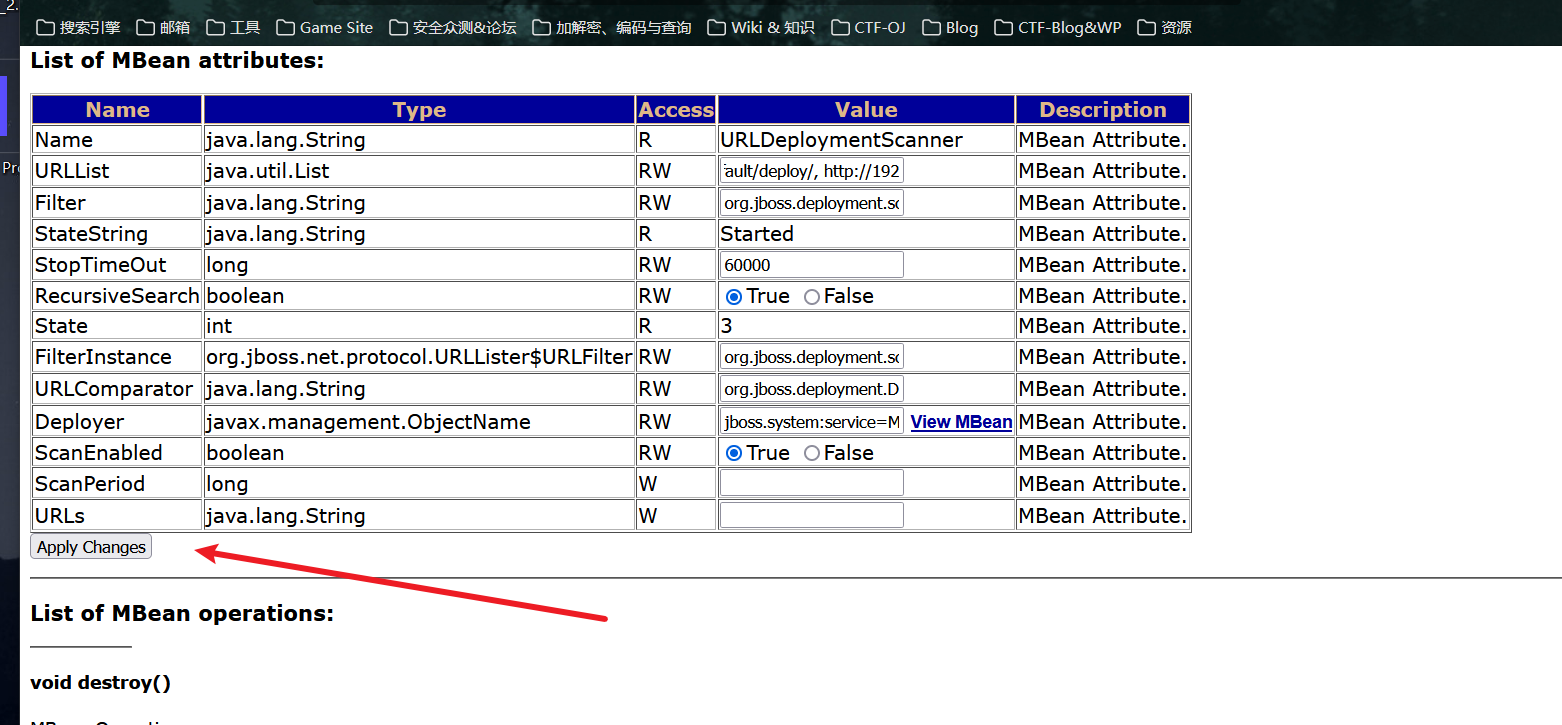 _2.
搜索引擎 邮箱 工具 Game Site 安全众测&论坛 加解密、编码与查询 Wiki & 知识 CTF-OJ Blog CTF-Blog&WP 资源
List of MBean attributes:
Name Type Access Value Description
Name java.lang.String R URLDeploymentScanner MBean Attribute.
URLList java.util.List RW ault/deploy/, http://192 MBean Attribute.
Filter java.lang.String RW org.jboss.deployment.sc MBean Attribute.
StateString java.lang.String R Started MBean Attribute.
StopTimeOut long RW 60000 MBean Attribute.
RecursiveSearch boolean RW True False MBean Attribute.
State int R 3 MBean Attribute.
FilterInstance org.jboss.net.protocol.URLLister$URLFilter RW org.jboss.deployment.sc MBean Attribute.
URLComparator java.lang.String RW org.jboss.deployment.D MBean Attribute.
Deployer javax.management.ObjectName RW jboss.system:service=M View MBean MBean Attribute.
ScanEnabled boolean RW True False MBean Attribute.
ScanPeriod long W MBean Attribute.
URLs java.lang.String W MBean Attribute.
Apply Changes
List of MBean operations:
void destroy()